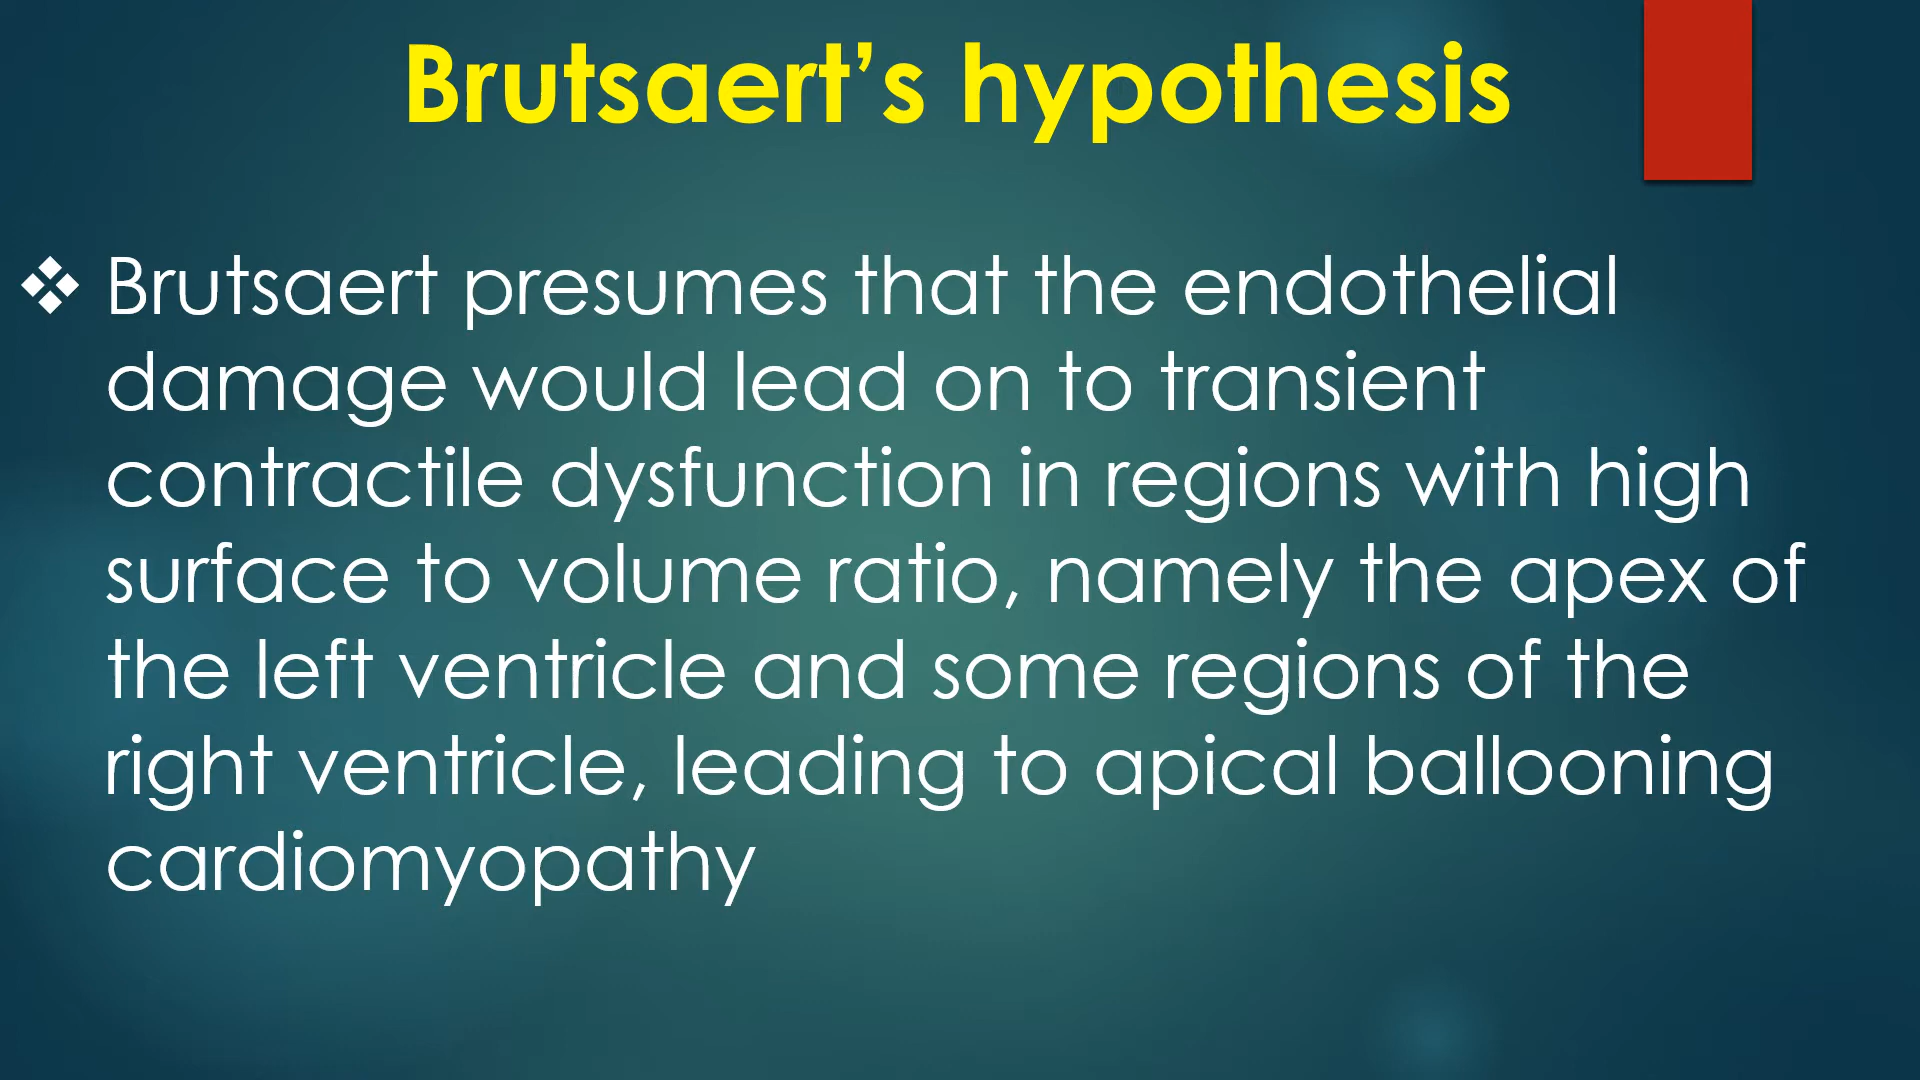 Brutsaert’s hypothesis
❖ Brutsaert presumes that the endothelial
damage would lead on to transient
contractile dysfunction in regions with high
surface to volume ratio, namely the apex of
the left ventricle and some regions of the
right ventricle, leading to apical ballooning
cardiomyopathy